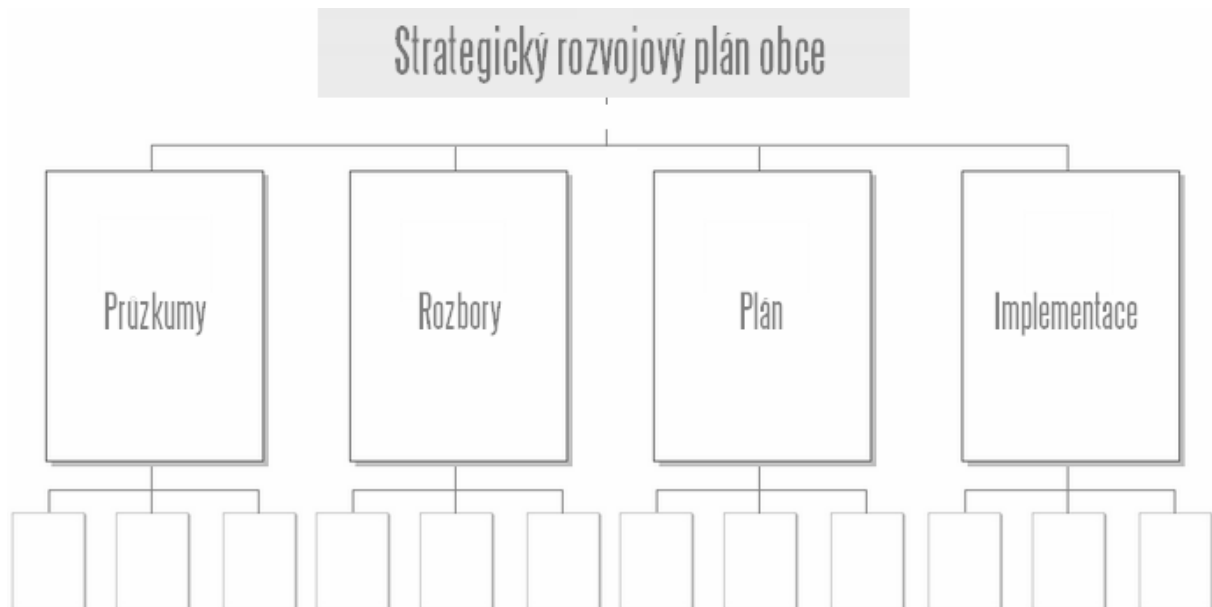 Strategický rozvojový plán obce
Průzkumy
Rozbory
Plán
Implementace